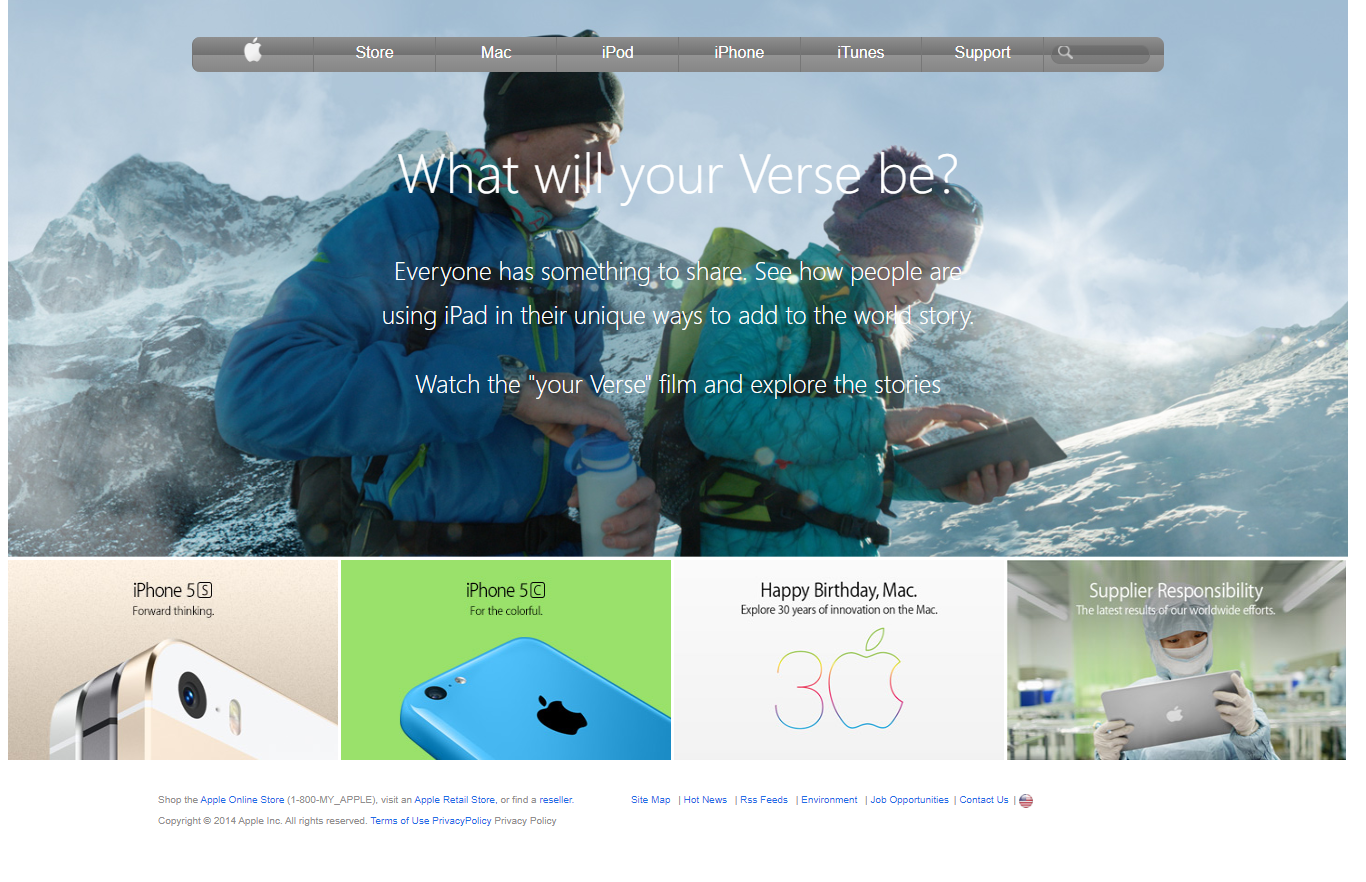 Store Mac iPod iPhone iTunes Support
What will your Verse be?
Everyone has something to share. See how people are
using iPad in their unique ways to add to the world story.
Watch the "your Verse" film and explore the stories
iPhone 5S
Forward thinking.
iPhone 5C
For the colorful.
Happy Birthday, Mac.
Explore 30 years of innovation on the Mac.
30
Supplier Responsibility
The latest results of our worldwide efforts.
Shop the Apple Online Store (1-800-MY_APPLE), visit an Apple Retail Store, or find a reseller.
Site Map | Hot News | Rss Feeds | Environment | Job Opportunities | Contact Us |
Copyright © 2014 Apple Inc. All rights reserved. Terms of Use PrivacyPolicy Privacy Policy